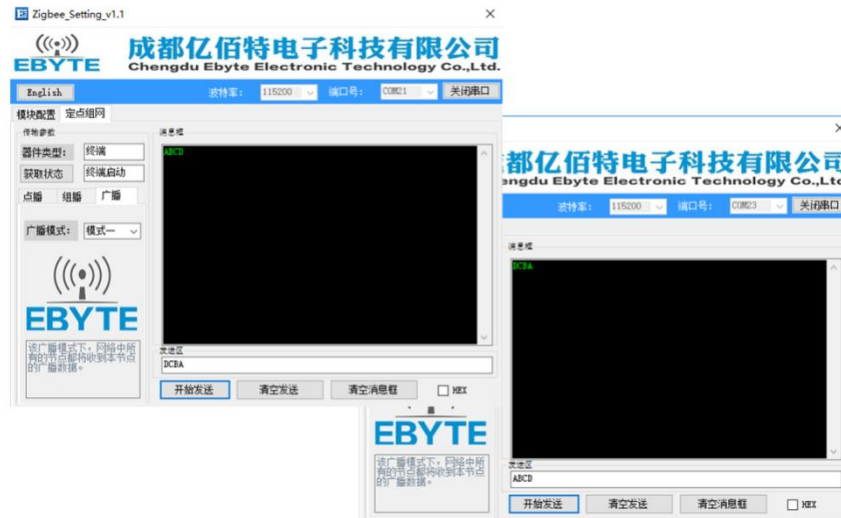 Zigbee_Setting_v1.1
EBYTE
成都亿佰特电子科技有限公司
Chengdu Ebyte Electronic Technology Co.,Ltd.
English
波特率: 115200 端口号: COM21 关闭串口
模块配置 定点组网
传输参数
器件类型: 终端
获取状态 终端启动
点播 组播 广播
广播模式: 模式一
EBYTE
该广播模式下，网络中所
有的节点都将收到本节点
的广播数据。
消息框
ABCD
发送区
DCBA
开始发送 清空发送 清空消息框 HEX
都亿佰特电子科技有限公司
engdu Ebyte Electronic Technology Co.,Ltd
波特率: 115200 端口号: COM23 关闭串口
消息框
DCBA
发送区
ABCD
开始发送 清空发送 清空消息框 HEX
EBYTE
该广播模式下，网络中所
有的节点都将收到本节点
的广播数据。